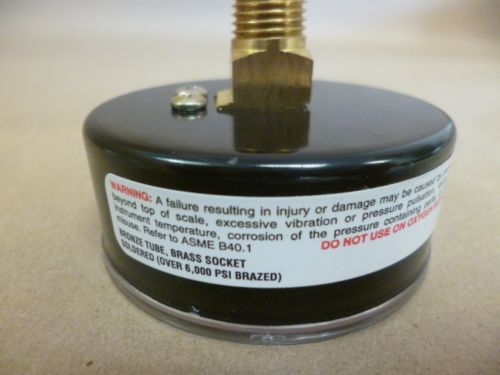 WARNING: A failure resulting in injury or damage may be caused by
beyond top of scale, excessive vibration or pressure pulsation,
instrument temperature, corrosion of the pressure containing parts
misuse. Refer to ASME B40.1 DO NOT USE ON OXYGEN
BRONZE TUBE, BRASS SOCKET
SOLDERED (OVER 6,000 PSI BRAZED)